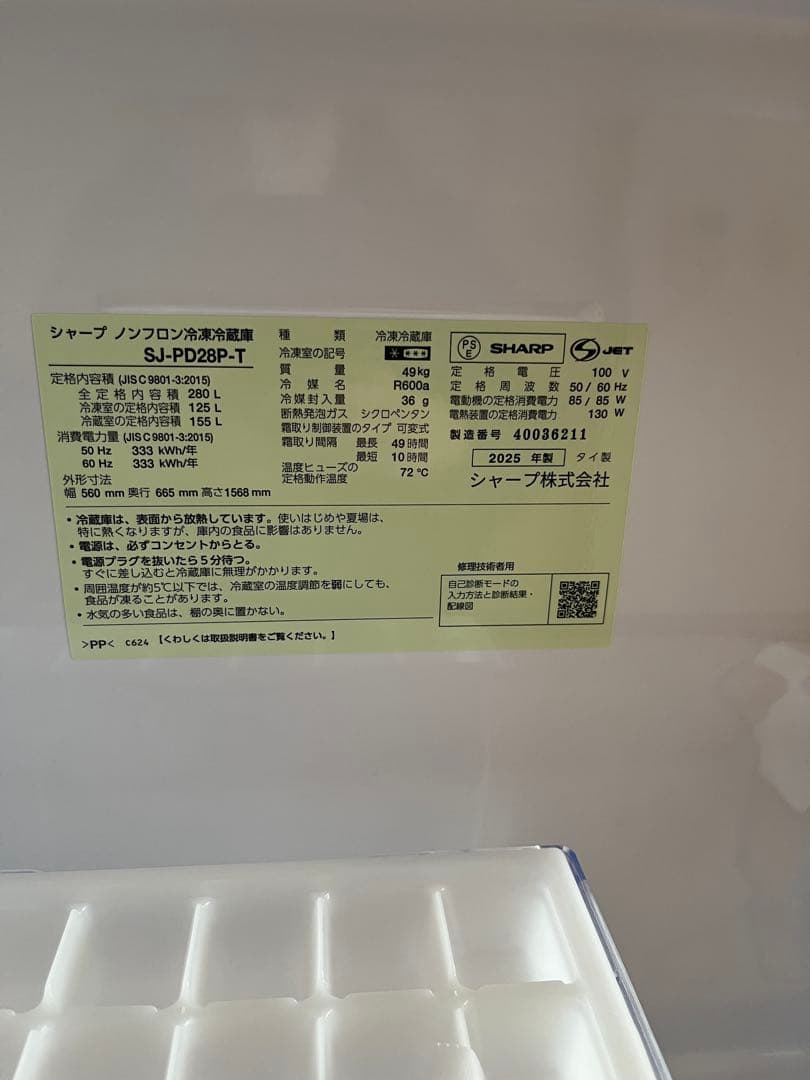 シャープ ノンフロン冷凍冷蔵庫
SJ-PD28P-T
定格内容積 (JIS C 9801-3:2015)
全定格内容積 280 L
冷凍室の定格内容積 125 L
冷蔵室の定格内容積 155 L
消費電力量 (JIS C 9801-3:2015)
50 Hz 333 kWh/年
60 Hz 333 kWh/年
外形寸法
幅 560 mm 奥行 665 mm 高さ1568 mm
種類 冷凍冷蔵庫
冷凍室の記号
質量 49kg
冷媒名 R600a
冷媒封入量 36 g
断熱発泡ガス シクロペンタン
霜取り制御装置のタイプ 可変式
霜取り間隔 最長 49時間
最短 10時間
温度ヒューズの
定格動作温度 72℃
PS
E
SHARP
JET
定格電圧 100 V
定格周波数 50/60 Hz
電動機の定格消費電力 85/85 W
電熱装置の定格消費電力 130 W
製造番号 40036211
2025 年製 タイ製
シャープ株式会社
・冷蔵庫は、表面から放熱しています。使いはじめや夏場は、
特に熱くなりますが、庫内の食品に影響はありません。
・電源は、必ずコンセントからとる。
・電源プラグを抜いたら5分待つ。
すぐに差し込むと冷蔵庫に無理がかかります。
・周囲温度が約5℃以下では、冷蔵室の温度調節を弱にしても、
食品が凍ることがあります。
・水気の多い食品は、棚の奥に置かない。
>PP< C624 【くわしくは取扱説明書をご覧ください。】
修理技術者用
自己診断モードの
入力方法と診断結果・
配線図